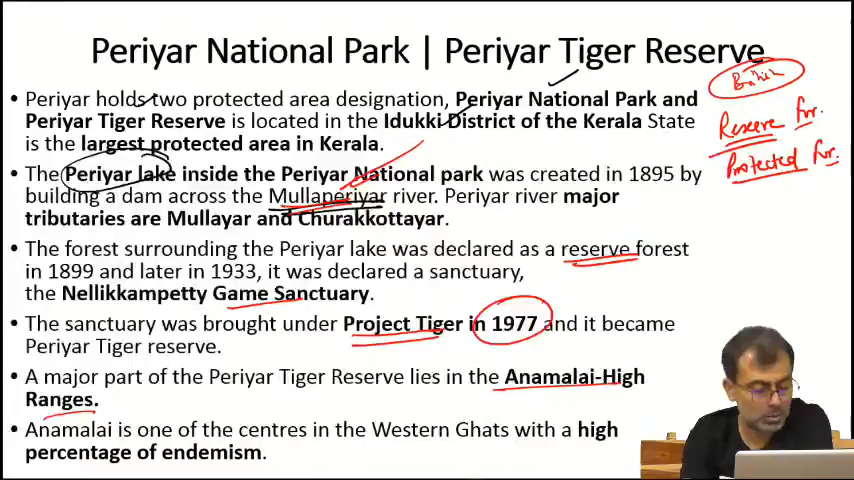 Periyar National Park | Periyar Tiger Reserve
• Periyar holds two protected area designation, Periyar National Park and
Periyar Tiger Reserve is located in the Idukki District of the Kerala State
is the largest protected area in Kerala.
• The Periyar lake inside the Periyar National park was created in 1895 by
building a dam across the Mullaperiyar river. Periyar river major
tributaries are Mullayar and Churakkottayar.
• The forest surrounding the Periyar lake was declared as a reserve forest
in 1899 and later in 1933, it was declared a sanctuary,
the Nellikkampetty Game Sanctuary.
• The sanctuary was brought under Project Tiger in 1977 and it became
Periyar Tiger reserve.
• A major part of the Periyar Tiger Reserve lies in the Anamalai-High
Ranges.
• Anamalai is one of the centres in the Western Ghats with a high
percentage of endemism.
British
Reserve For.
Protected For.